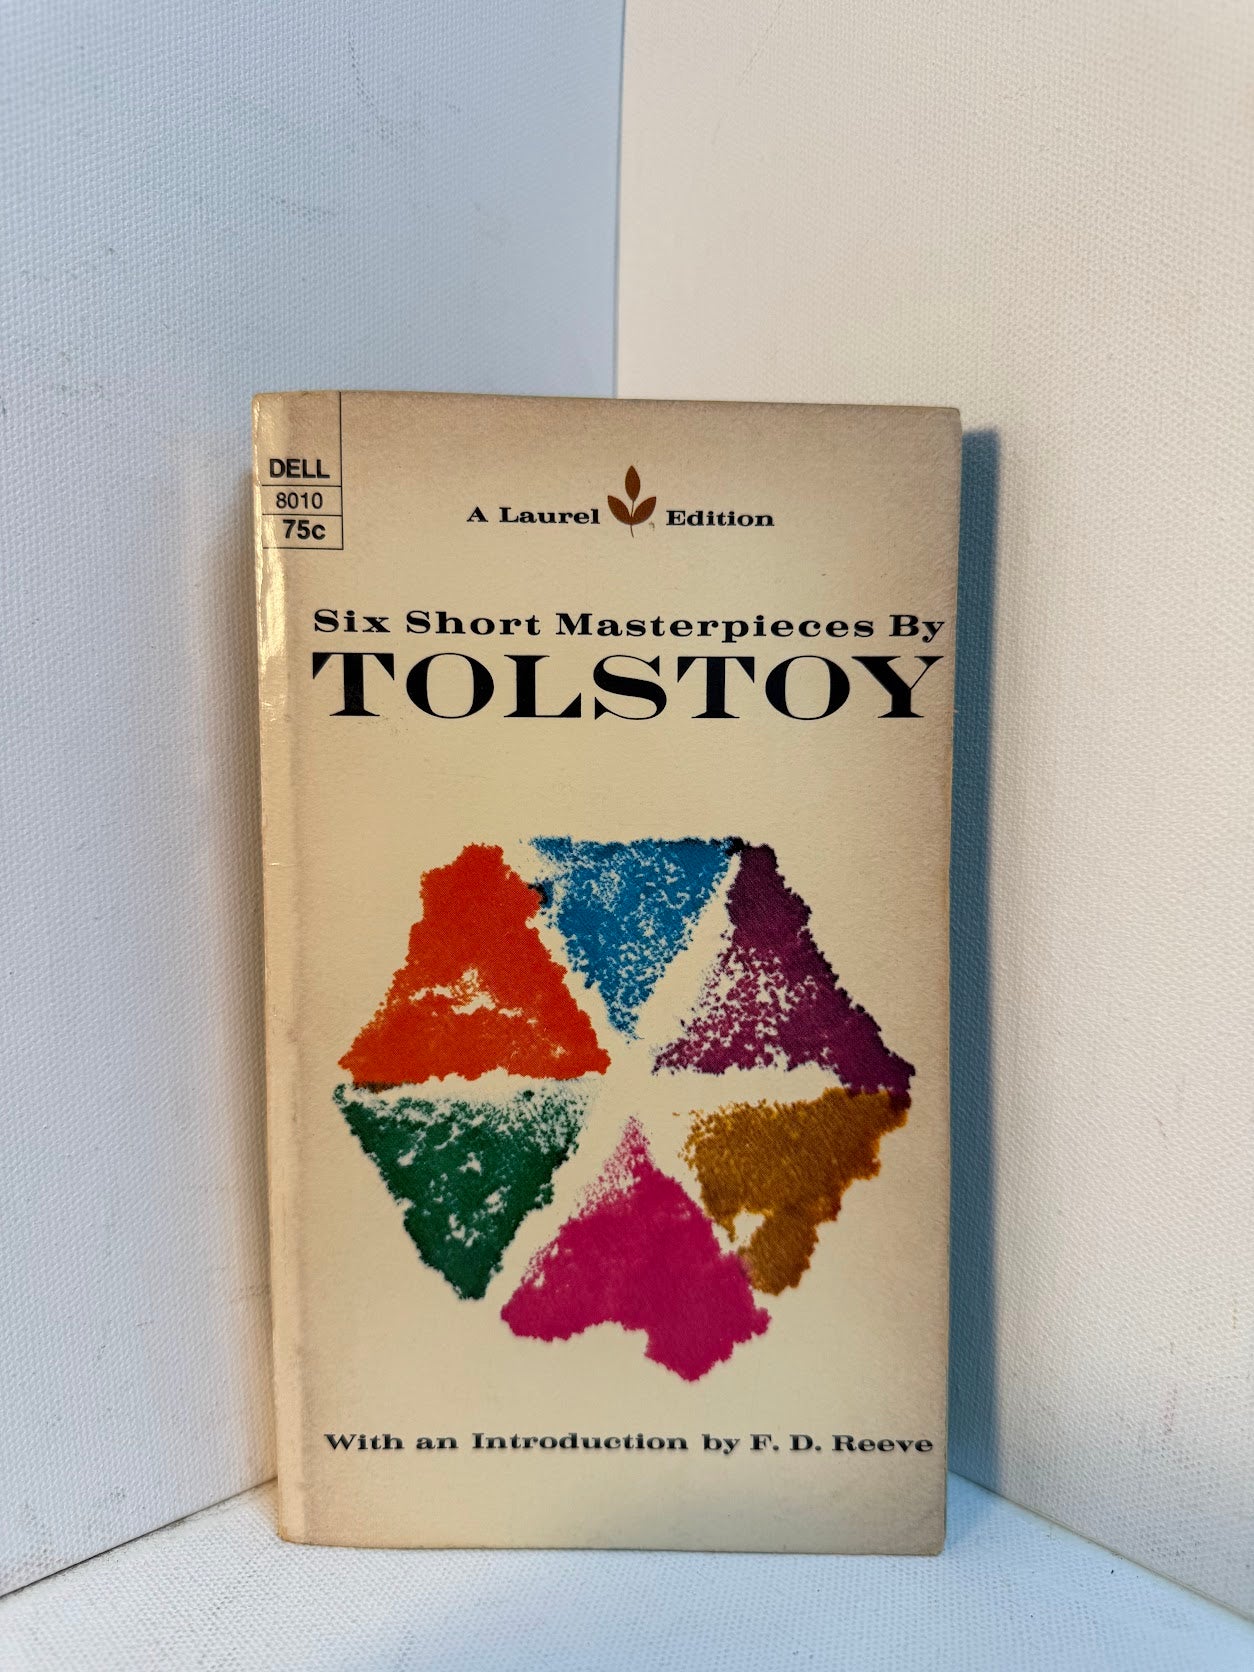 DELL
8010
75c
A Laurel Edition
Six Short Masterpieces By
TOLSTOY
With an Introduction by F. D. Reeve